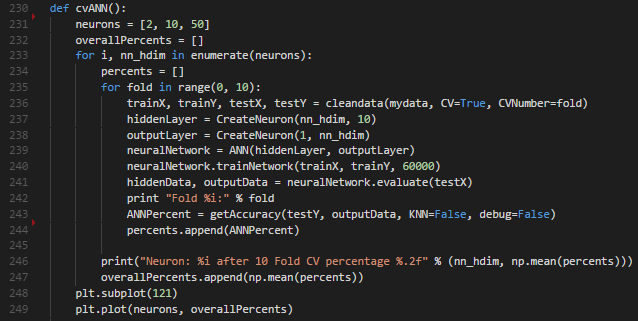 230 def cvANN():
231     neurons = [2, 10, 50]
232     overallPercents = []
233     for i, nn_hdim in enumerate(neurons):
234         percents = []
235         for fold in range(0, 10):
236             trainX, trainY, testX, testY = cleandata(mydata, CV=True, CVNumber=fold)
237             hiddenLayer = CreateNeuron(nn_hdim, 10)
238             outputLayer = CreateNeuron(1, nn_hdim)
239             neuralNetwork = ANN(hiddenLayer, outputLayer)
240             neuralNetwork.trainNetwork(trainX, trainY, 60000)
241             hiddenData, outputData = neuralNetwork.evaluate(testX)
242             print "Fold %i:" % fold
243             ANNPercent = getAccuracy(testY, outputData, KNN=False, debug=False)
244             percents.append(ANNPercent)
245
246         print("Neuron: %i after 10 Fold CV percentage %.2f" % (nn_hdim, np.mean(percents)))
247         overallPercents.append(np.mean(percents))
248     plt.subplot(121)
249     plt.plot(neurons, overallPercents)